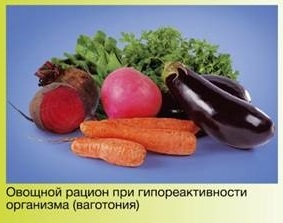 Овощной рацион при гипореактивности
организма (ваготония)